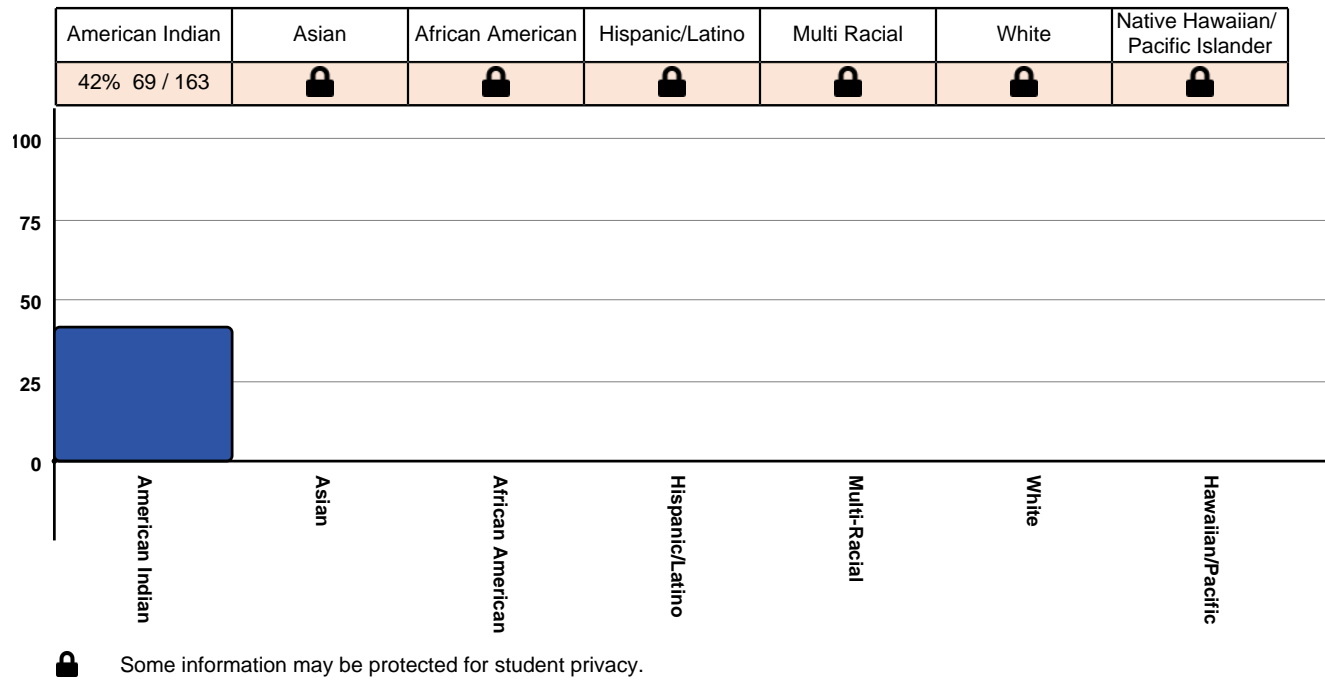 American Indian Asian African American Hispanic/Latino Multi Racial White Native Hawaiian/
Pacific Islander
42% 69 / 163
100
75
50
25
0
American Indian
Asian
African American
Hispanic/Latino
Multi-Racial
White
Hawaiian/Pacific
Some information may be protected for student privacy.